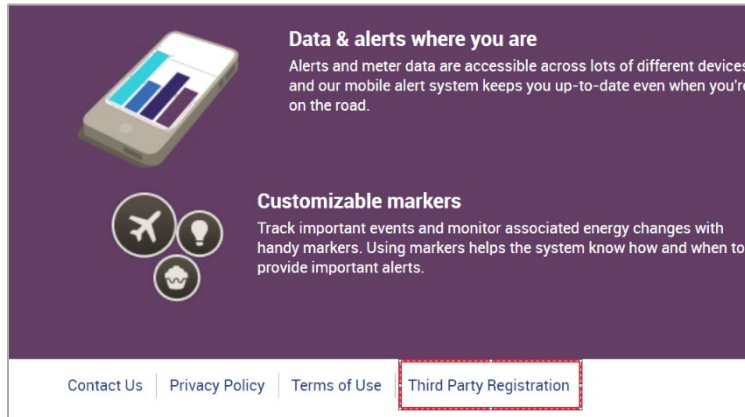 Data & alerts where you are
Alerts and meter data are accessible across lots of different devices
and our mobile alert system keeps you up-to-date even when you're
on the road.
Customizable markers
Track important events and monitor associated energy changes with
handy markers. Using markers helps the system know how and when to
provide important alerts.
Contact Us Privacy Policy Terms of Use Third Party Registration